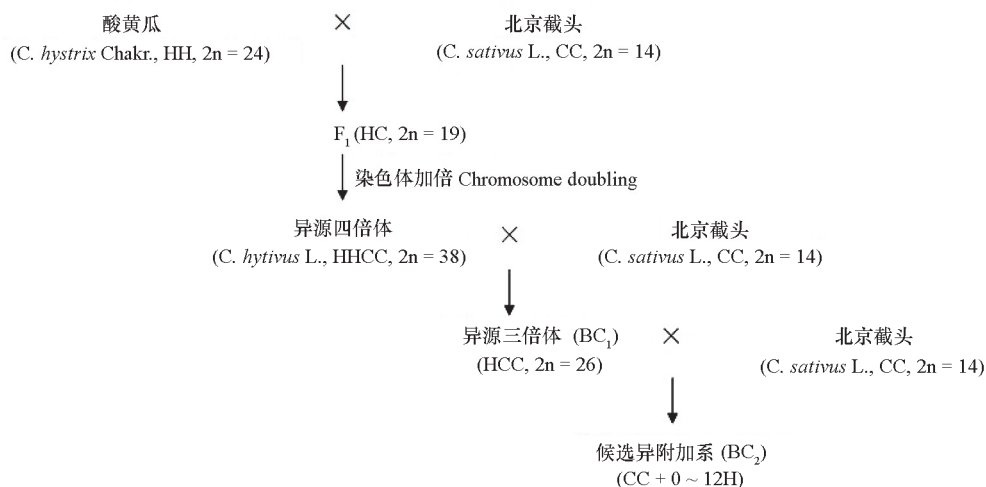 酸黄瓜 × 北京截头
(C. hystrix Chakr., HH, 2n = 24) (C. sativus L., CC, 2n = 14)
F₁ (HC, 2n = 19)
染色体加倍 Chromosome doubling
异源四倍体 × 北京截头
(C. hytivus L., HHCC, 2n = 38) (C. sativus L., CC, 2n = 14)
异源三倍体 (BC₁) × 北京截头
(HCC, 2n = 26) (C. sativus L., CC, 2n = 14)
候选异附加系 (BC₂)
(CC + 0 ~ 12H)